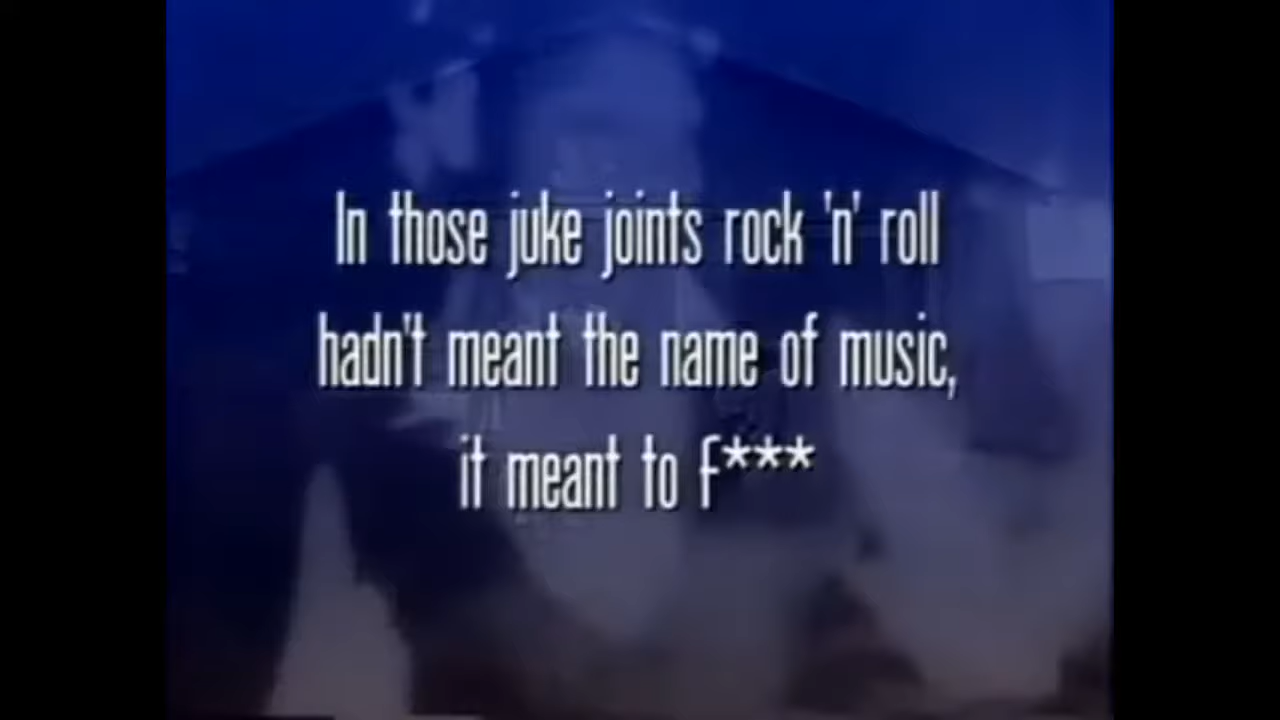 In those juke joints rock 'n' roll
hadn't meant the name of music,
it meant to f***